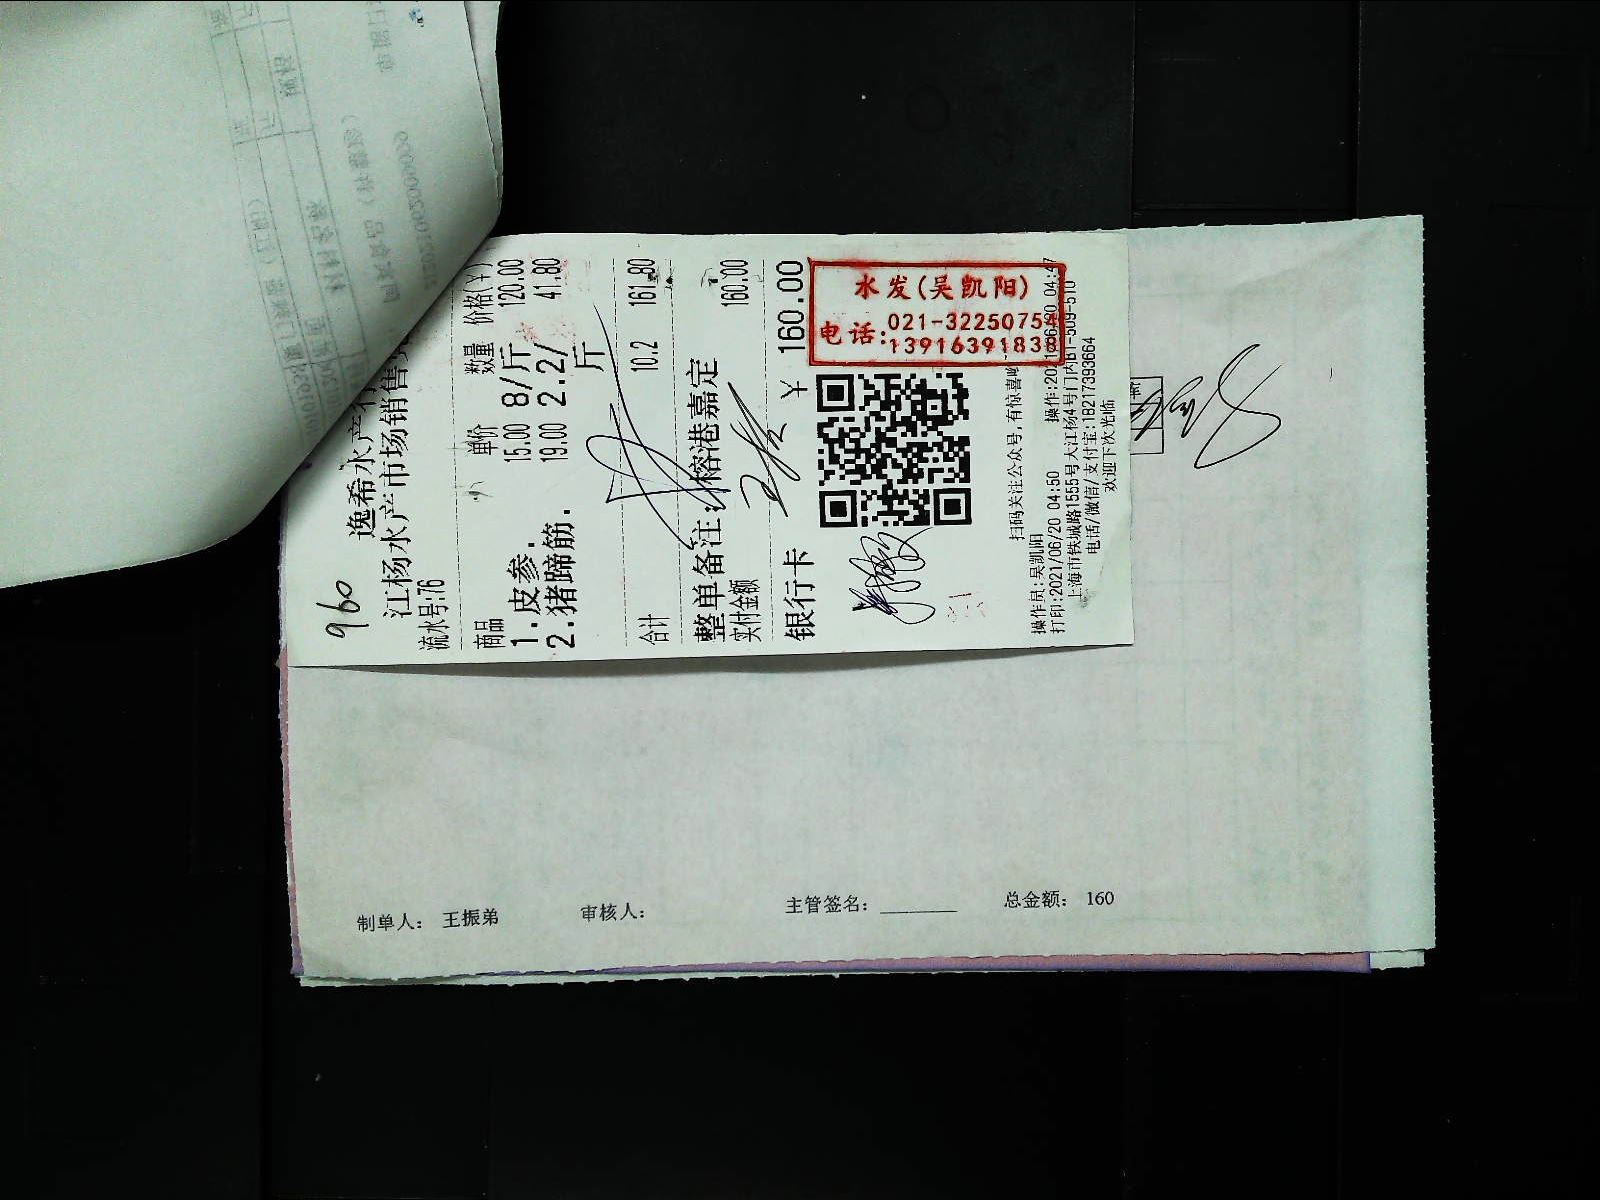 960
逸希水产
江杨水产市场销售
流水号:76
商品 单价 数量 价格(¥)
1.皮参. 15.00 8/斤 120.00
2.猪蹄筋. 19.00 2.2/斤 41.80
合计 10.2 161.80
整单备注:榕港嘉定
实付金额 160.00
银行卡 ¥ 160.00
水发(吴凯阳)
电话:021-3225075
1391639183
扫码关注公众号,有惊喜
操作员:吴凯阳
打印:2021/06/20 04:50
上海市铁城路1555号大江杨4号门内B1-509-510
电话/微信/支付宝:18217393664
欢迎下次光临
制单人: 王振弟 审核人: 主管签名: 总金额: 160